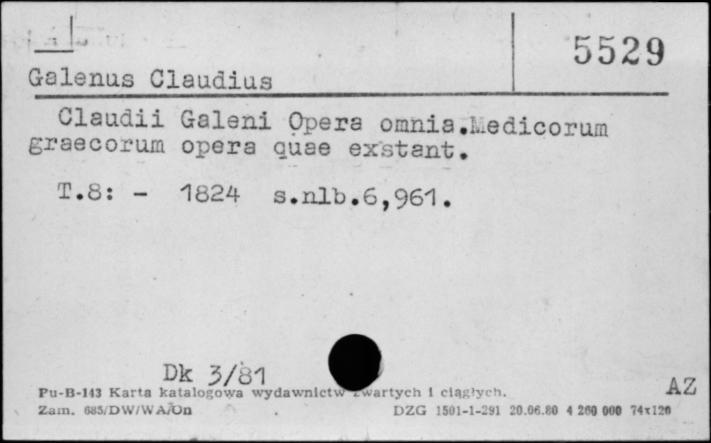 5529
Galenus Claudius
Claudii Galeni Opera omnia.Medicorum
graecorum opera quae exstant.
T.8: - 1824 s.nlb.6,961.
Dk 3/81
AZ
Pu-B-143 Karta katalogowa wydawnictw zwartych i ciągłych.
Zam. 685/DW/WA/On DZG 1501-1-291 20.06.80 4 200 000 74x120